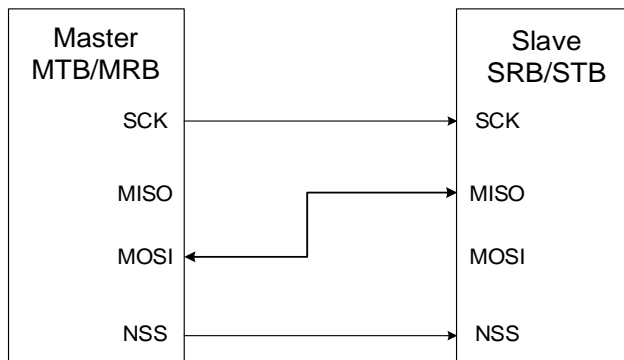 Master
MTB/MRB
SCK
MISO
MOSI
NSS
Slave
SRB/STB
SCK
MISO
MOSI
NSS